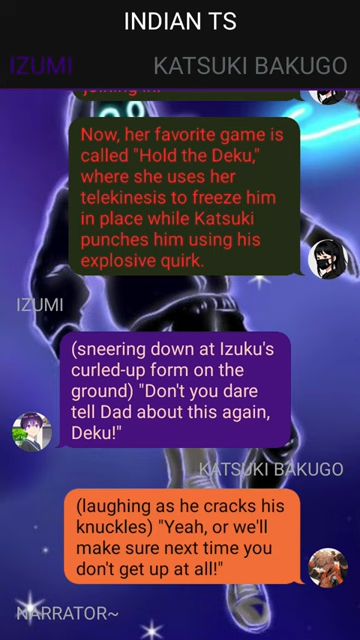 INDIAN TS
IZUMI
KATSUKI BAKUGO
joining in.
Now, her favorite game is
called "Hold the Deku,"
where she uses her
telekinesis to freeze him
in place while Katsuki
punches him using his
explosive quirk.
IZUMI
(sneering down at Izuku's
curled-up form on the
ground) "Don't you dare
tell Dad about this again,
Deku!"
KATSUKI BAKUGO
(laughing as he cracks his
knuckles) "Yeah, or we'll
make sure next time you
don't get up at all!"
NARRATOR~